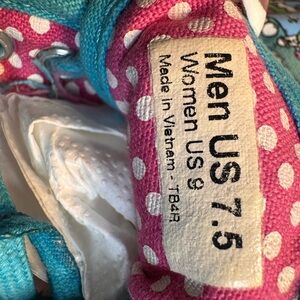 Men US 7.5
Women US 9
Made in Vietnam - TB4R